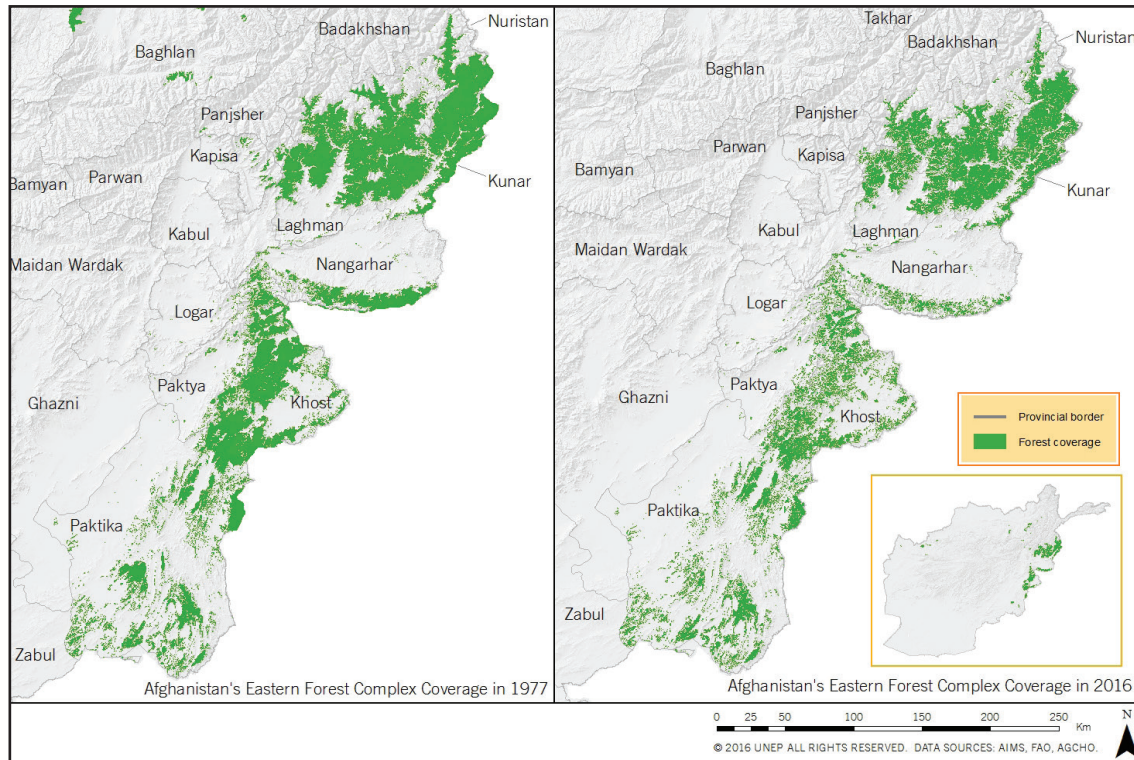 Badakhshan
Nuristan
Baghlan
Panjsher
Kapisa
Kunar
Bamyan
Parwan
Laghman
Kabul
Maidan Wardak
Nangarhar
Logar
Paktya
Ghazni
Khost
Paktika
Zabul
Afghanistan's Eastern Forest Complex Coverage in 1977
Takhar
Badakhshan
Nuristan
Baghlan
Panjsher
Parwan
Kapisa
Bamyan
Kunar
Laghman
Kabul
Maidan Wardak
Nangarhar
Logar
Paktya
Ghazni
Khost
Provincial border
Forest coverage
Paktika
Zabul
Afghanistan's Eastern Forest Complex Coverage in 2016
0 25 50 100 150 200 250
Km
N
© 2016 UNEP ALL RIGHTS RESERVED. DATA SOURCES: AIMS, FAO, AGCHO.